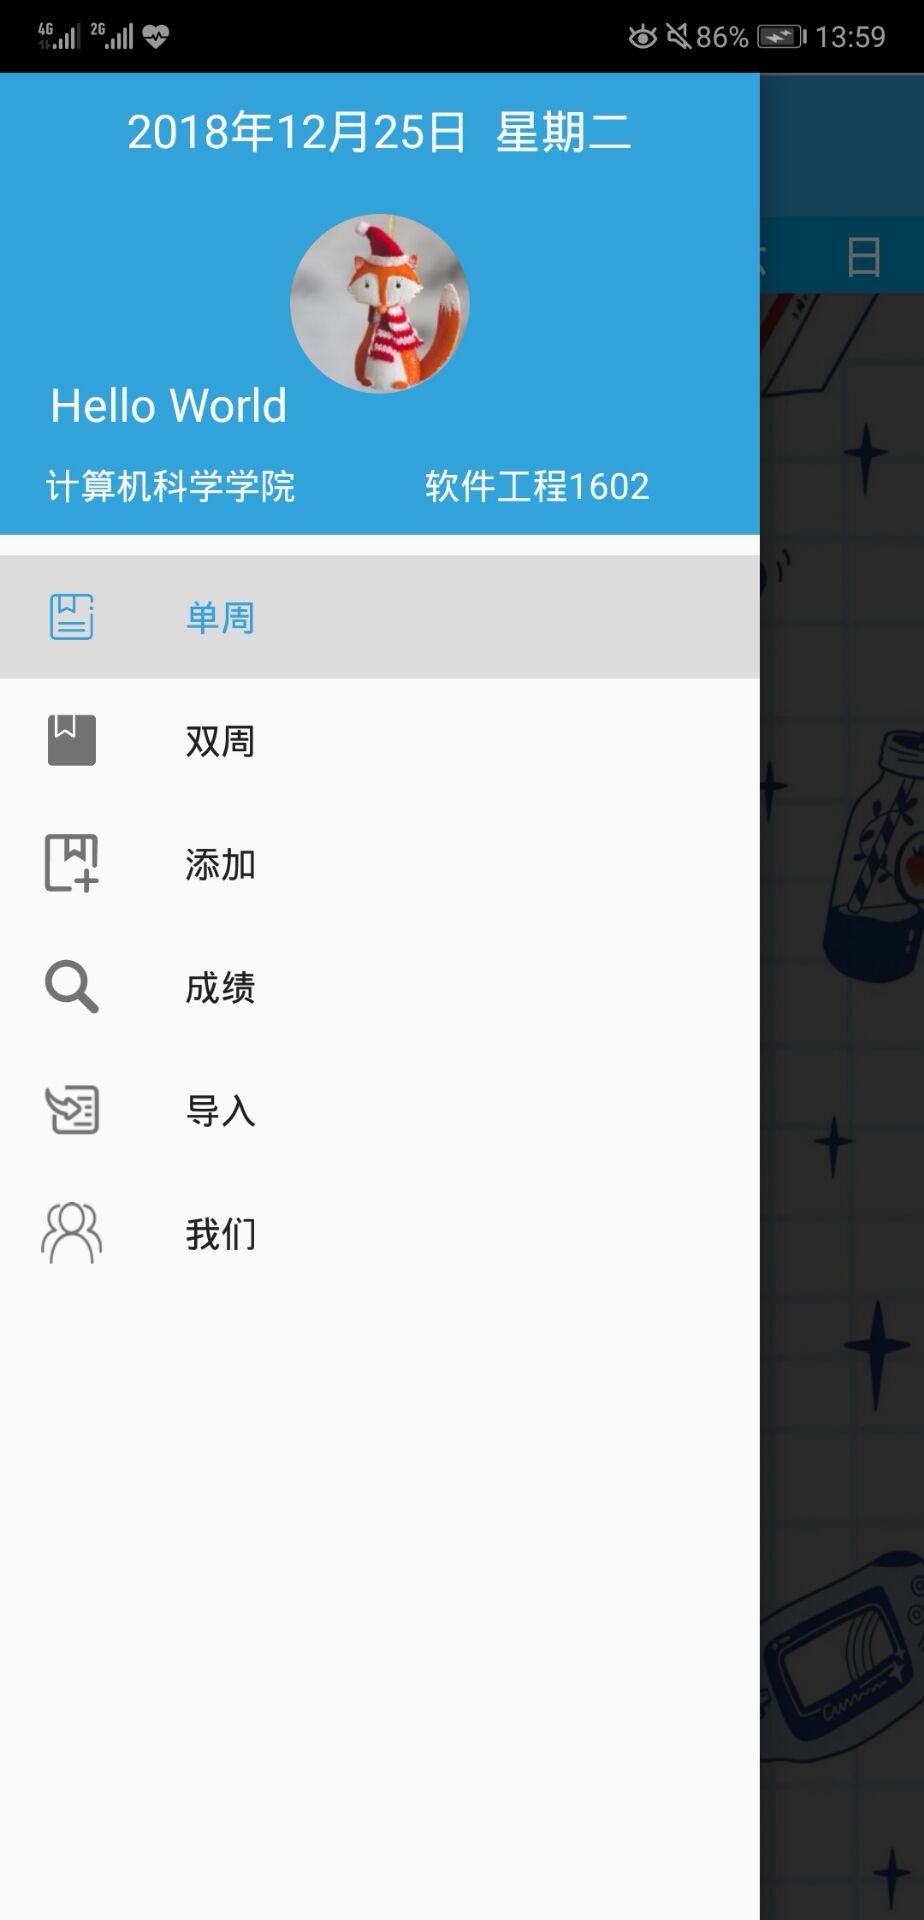 4G 2G 86% 13:59
2018年12月25日 星期二
日
Hello World
计算机科学学院 软件工程1602
单周
双周
添加
成绩
导入
我们